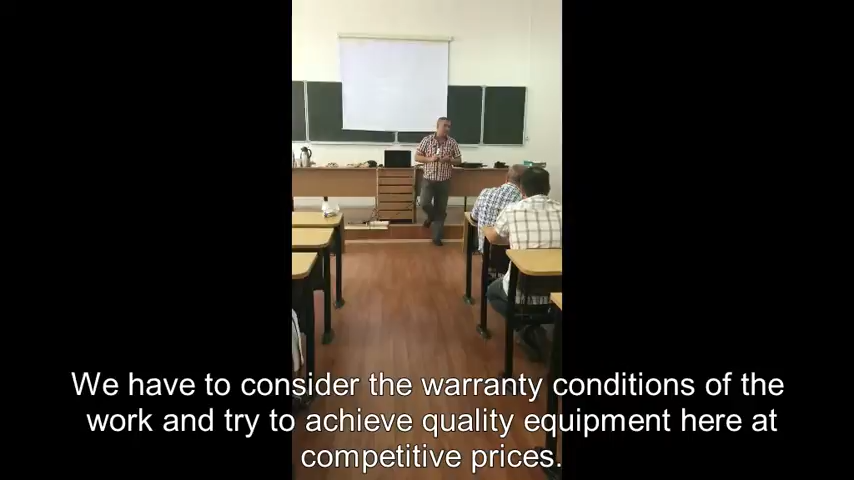 We have to consider the warranty conditions of the
work and try to achieve quality equipment here at
competitive prices.